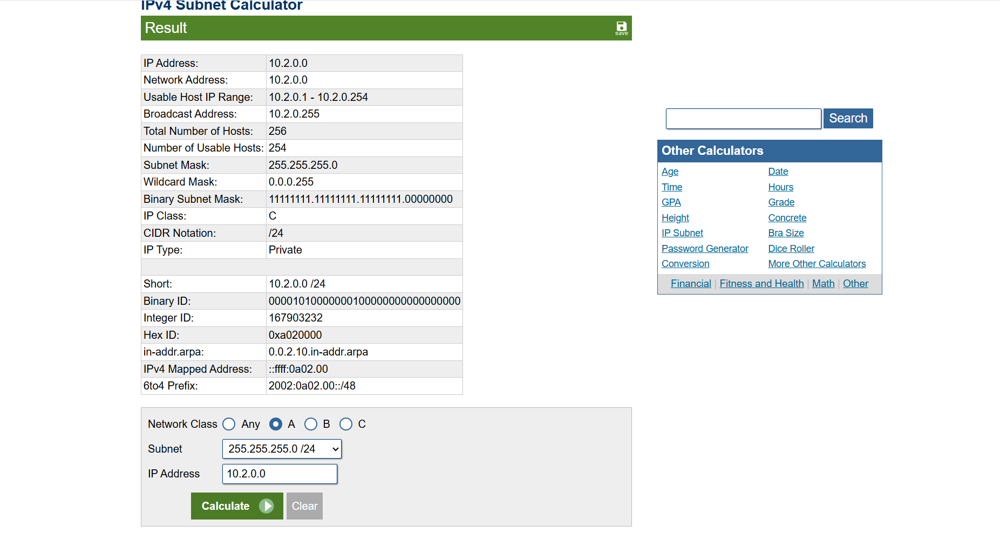 IPv4 Subnet Calculator
Result
save
IP Address: 10.2.0.0
Network Address: 10.2.0.0
Usable Host IP Range: 10.2.0.1 - 10.2.0.254
Broadcast Address: 10.2.0.255
Total Number of Hosts: 256
Number of Usable Hosts: 254
Subnet Mask: 255.255.255.0
Wildcard Mask: 0.0.0.255
Binary Subnet Mask: 11111111.11111111.11111111.00000000
IP Class: C
CIDR Notation: /24
IP Type: Private
Short: 10.2.0.0 /24
Binary ID: 00001010000000100000000000000000
Integer ID: 167903232
Hex ID: 0xa020000
in-addr.arpa: 0.0.2.10.in-addr.arpa
IPv4 Mapped Address: ::ffff:0a02.00
6to4 Prefix: 2002:0a02.00::/48
Network Class Any A B C
Subnet 255.255.255.0 /24
IP Address 10.2.0.0
Calculate Clear
Search
Other Calculators
Age Date
Time Hours
GPA Grade
Height Concrete
IP Subnet Bra Size
Password Generator Dice Roller
Conversion More Other Calculators
Financial | Fitness and Health | Math | Other